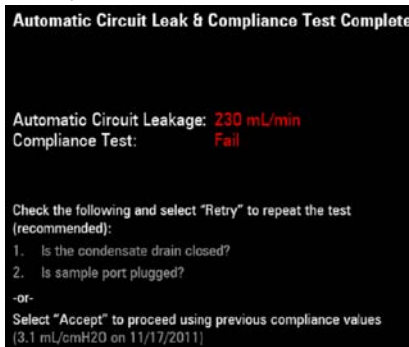 Automatic Circuit Leak & Compliance Test Complete
Automatic Circuit Leakage: 230 mL/min
Compliance Test: Fail
Check the following and select "Retry" to repeat the test
(recommended):
1. Is the condensate drain closed?
2. Is sample port plugged?
-or-
Select "Accept" to proceed using previous compliance values
(3.1 mL/cmH2O on 11/17/2011)